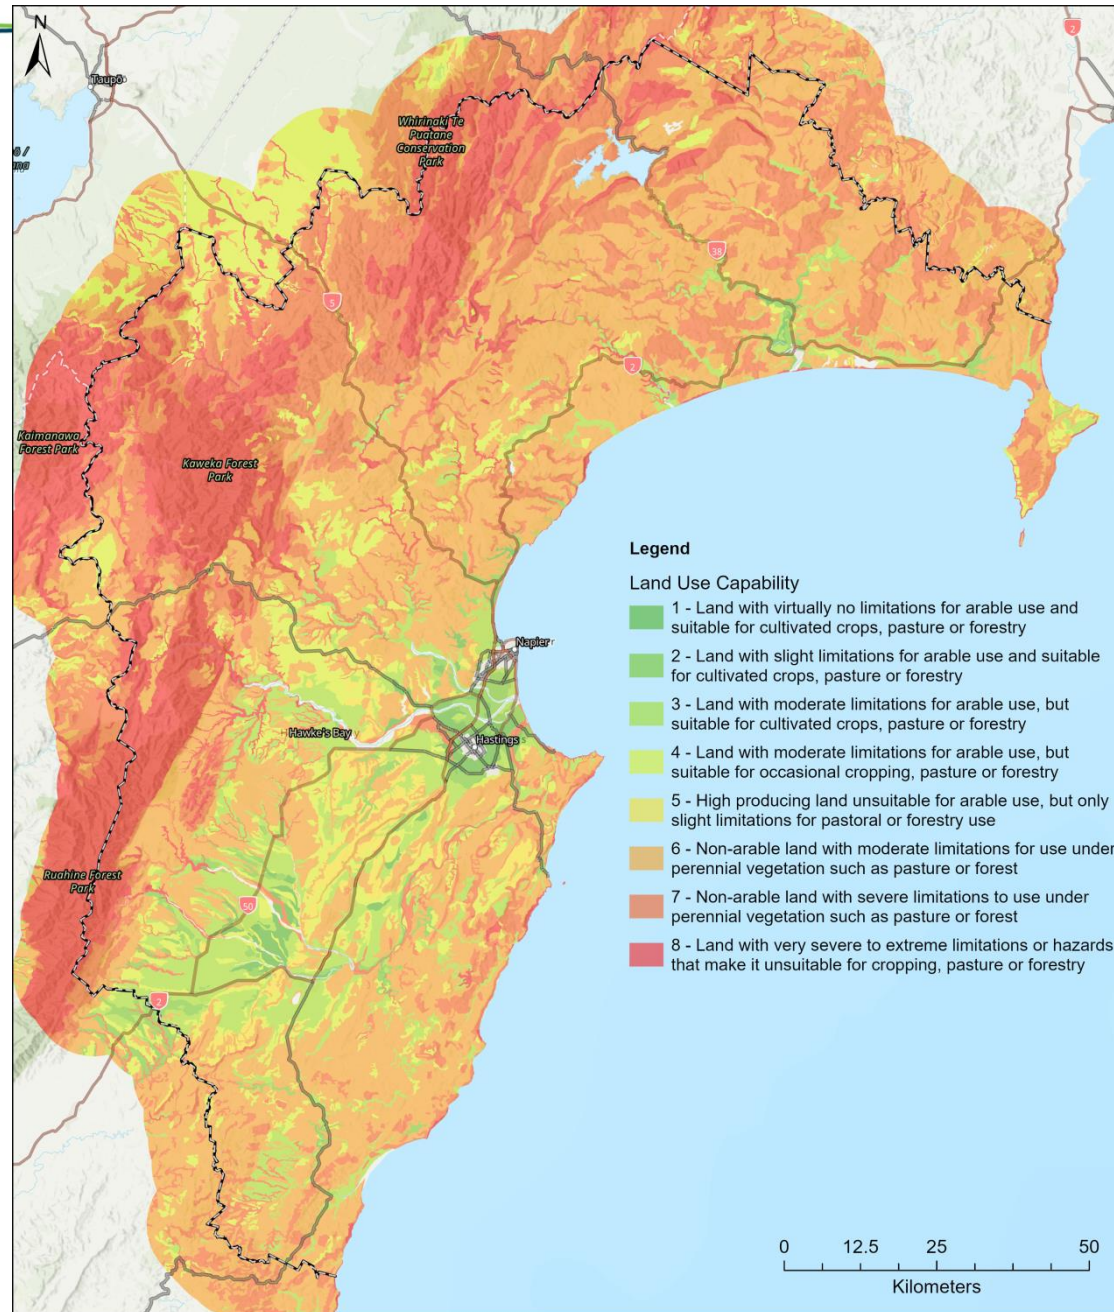 N
2
Taupō
Whirinaki Te
Puatane
Conservation
Park
ō /
38
5
2
Kaimanawa
Forest Park
Kaweka Forest
Park
Legend
Land Use Capability
1 - Land with virtually no limitations for arable use and
suitable for cultivated crops, pasture or forestry
2 - Land with slight limitations for arable use and suitable
for cultivated crops, pasture or forestry
3 - Land with moderate limitations for arable use, but
suitable for cultivated crops, pasture or forestry
4 - Land with moderate limitations for arable use, but
suitable for occasional cropping, pasture or forestry
5 - High producing land unsuitable for arable use, but only
slight limitations for pastoral or forestry use
6 - Non-arable land with moderate limitations for use under
perennial vegetation such as pasture or forest
7 - Non-arable land with severe limitations to use under
perennial vegetation such as pasture or forest
8 - Land with very severe to extreme limitations or hazards
that make it unsuitable for cropping, pasture or forestry
Napier
Hawke's Bay
Hastings
Ruahine Forest
Park
50
2
0 12.5 25 50
Kilometers